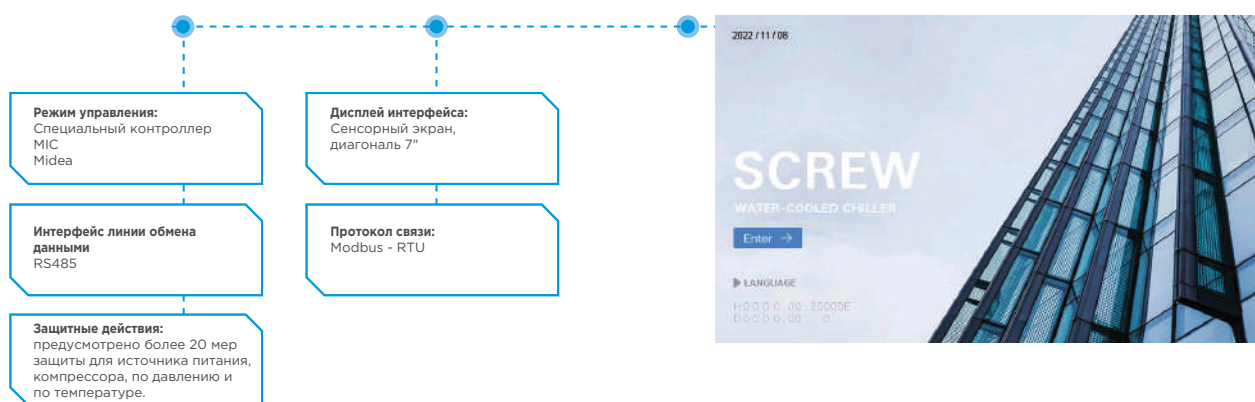 Режим управления:
Специальный контроллер
MIC
Midea
Интерфейс линии обмена
данными
RS485
Защитные действия:
предусмотрено более 20 мер
защиты для источника питания,
компрессора, по давлению и
по температуре.
Дисплей интерфейса:
Сенсорный экран,
диагональ 7"
Протокол связи:
Modbus - RTU
2022 / 11 / 08
SCREW
WATER-COOLED CHILLER
Enter →
LANGUAGE